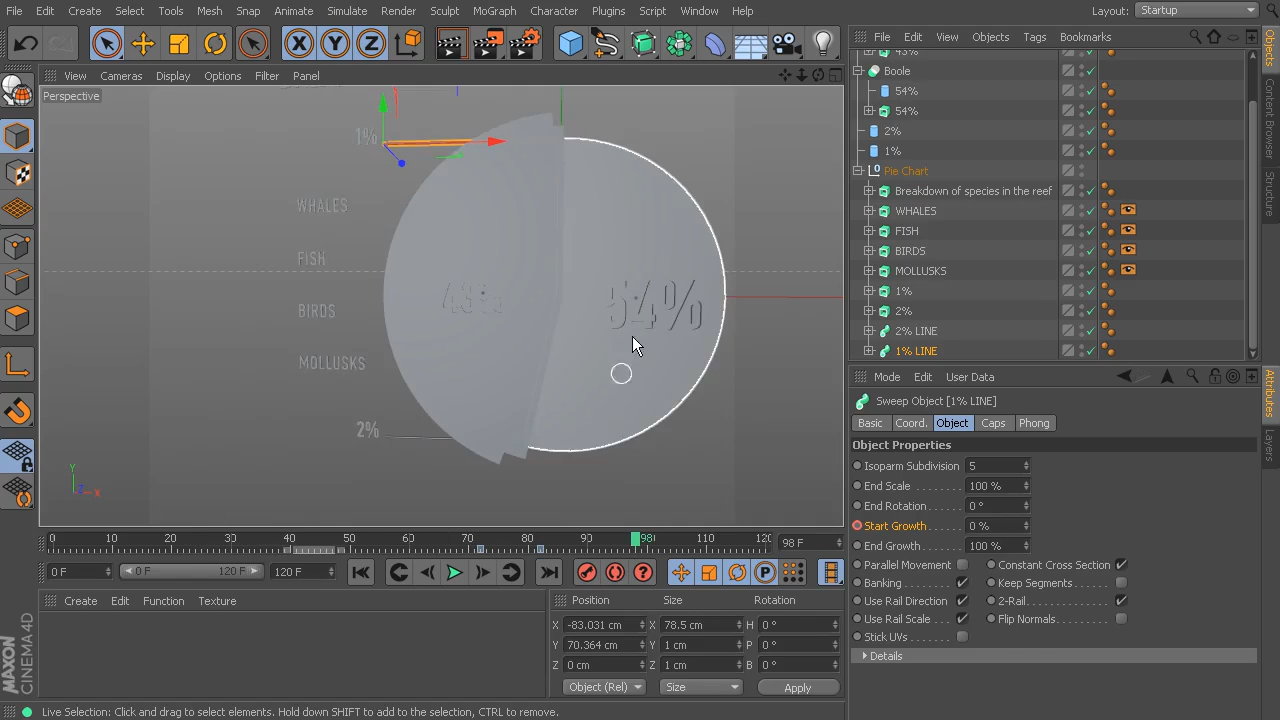 File Edit Create Select Tools Mesh Snap Animate Simulate Render Sculpt MoGraph Character Plugins Script Window Help
Layout: Startup
X Y Z
File Edit View Objects Tags Bookmarks
View Cameras Display Options Filter Panel
Perspective
43%
Boole
54%
54%
2%
1%
Pie Chart
Breakdown of species in the reef
WHALES
FISH
BIRDS
MOLLUSKS
1%
2%
2% LINE
1% LINE
1%
WHALES
FISH
BIRDS
MOLLUSKS
2%
43%
54%
Y
Z X
Mode Edit User Data
Sweep Object [1% LINE]
Basic Coord. Object Caps Phong
Object Properties
Isoparm Subdivision 5
End Scale 100 %
End Rotation 0 °
Start Growth 0 %
End Growth 100 %
Parallel Movement Constant Cross Section
Banking Keep Segments
Use Rail Direction 2-Rail
Use Rail Scale Flip Normals
Stick UVs
Details
Objects
Content Browser
Structure
Attributes
Layers
0 10 20 30 40 50 60 70 80 90 98 110 120
98 F
0 F 0 F 120 F 120 F
Create Edit Function Texture
Position Size Rotation
X -83.031 cm X 78.5 cm H 0 °
Y 70.364 cm Y 1 cm P 0 °
Z 0 cm Z 1 cm B 0 °
Object (Rel) Size Apply
MAXON
CINEMA 4D
Live Selection: Click and drag to select elements. Hold down SHIFT to add to the selection, CTRL to remove.